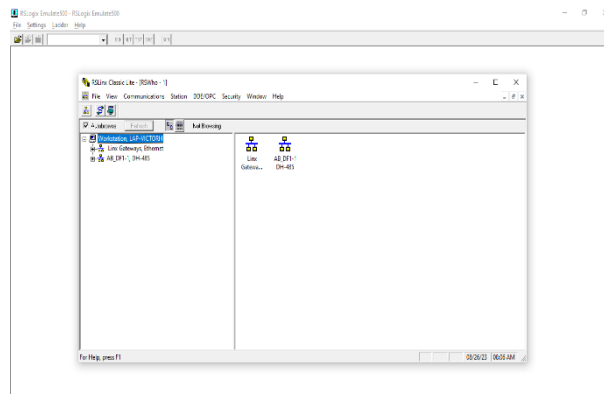 RSLogix Emulate500 - RSLogix Emulate500
File Settings Ladder Help
RSLinx Classic Lite - [RSWho - 1]
File View Communications Station DDE/OPC Security Window Help
Autobrowse Refresh Not Browsing
Workstation, LAP-VICTORH
Linx Gateways, Ethernet
AB_DF1-1, DH-485
Linx Gatewa...
AB_DF1-1 DH-485
For Help, press F1
08/26/23 08:08 AM